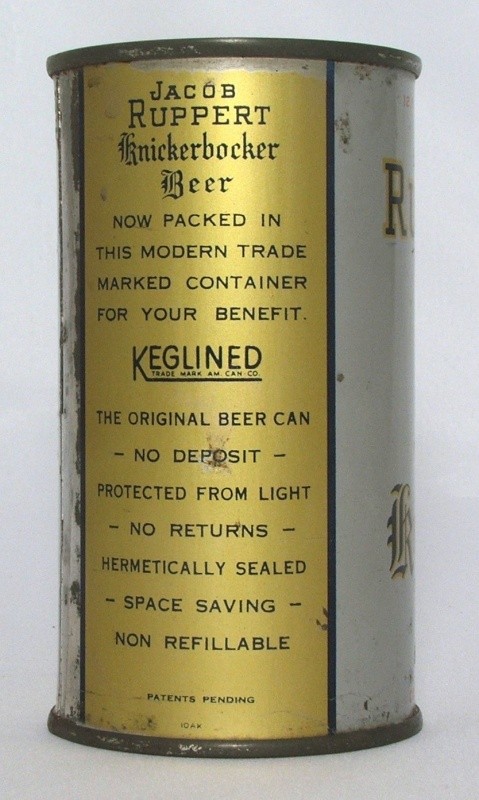 JACOB
RUPPERT
Knickerbocker
Beer
NOW PACKED IN
THIS MODERN TRADE
MARKED CONTAINER
FOR YOUR BENEFIT.
KEGLINED
TRADE MARK AM. CAN CO.
THE ORIGINAL BEER CAN
– NO DEPOSIT –
PROTECTED FROM LIGHT
– NO RETURNS –
HERMETICALLY SEALED
– SPACE SAVING –
NON REFILLABLE
PATENTS PENDING
10AK
Ru
K